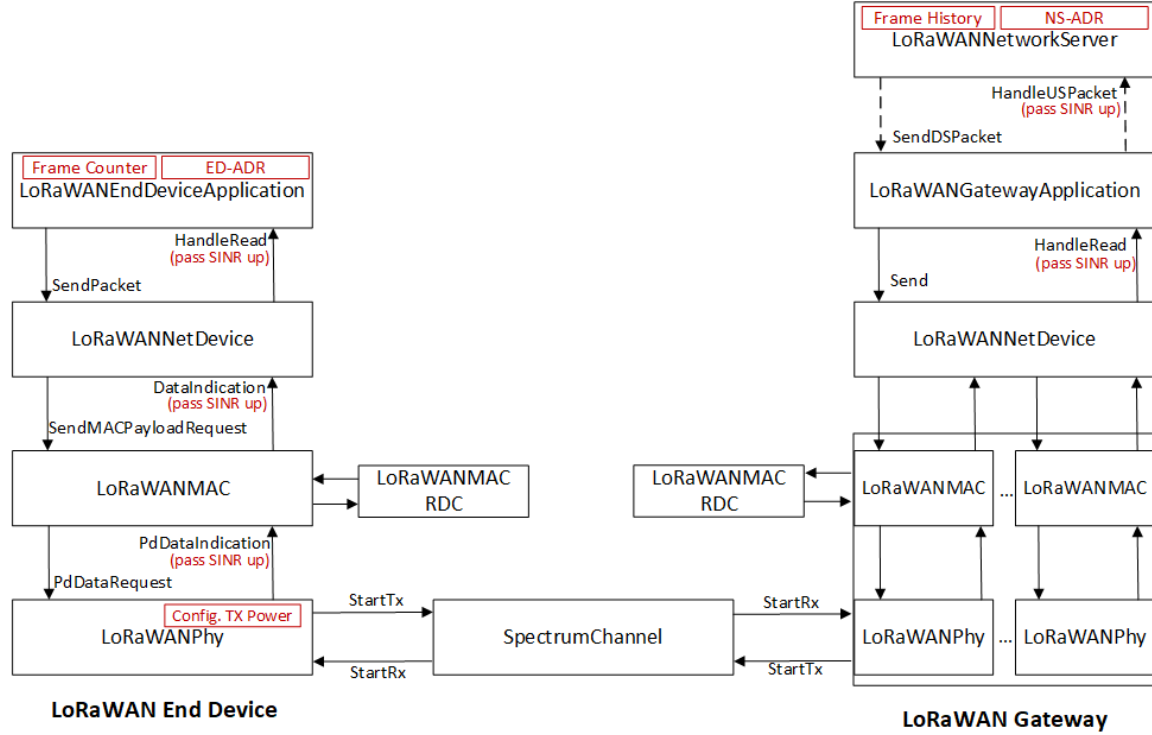 Frame History
NS-ADR
LoRaWANNetworkServer
HandleUSPacket
(pass SINR up)
SendDSPacket
Frame Counter
ED-ADR
LoRaWANEndDeviceApplication
LoRaWANGatewayApplication
HandleRead
(pass SINR up)
SendPacket
HandleRead
(pass SINR up)
Send
LoRaWANNetDevice
LoRaWANNetDevice
DataIndication
(pass SINR up)
SendMACPayloadRequest
LoRaWANMAC
LoRaWANMAC
RDC
LoRaWANMAC
RDC
LoRaWANMAC
...
LoRaWANMAC
PdDataIndication
(pass SINR up)
PdDataRequest
Config. TX Power
LoRaWANPhy
StartTx
StartRx
SpectrumChannel
StartRx
StartTx
LoRaWANPhy
...
LoRaWANPhy
LoRaWAN End Device
LoRaWAN Gateway